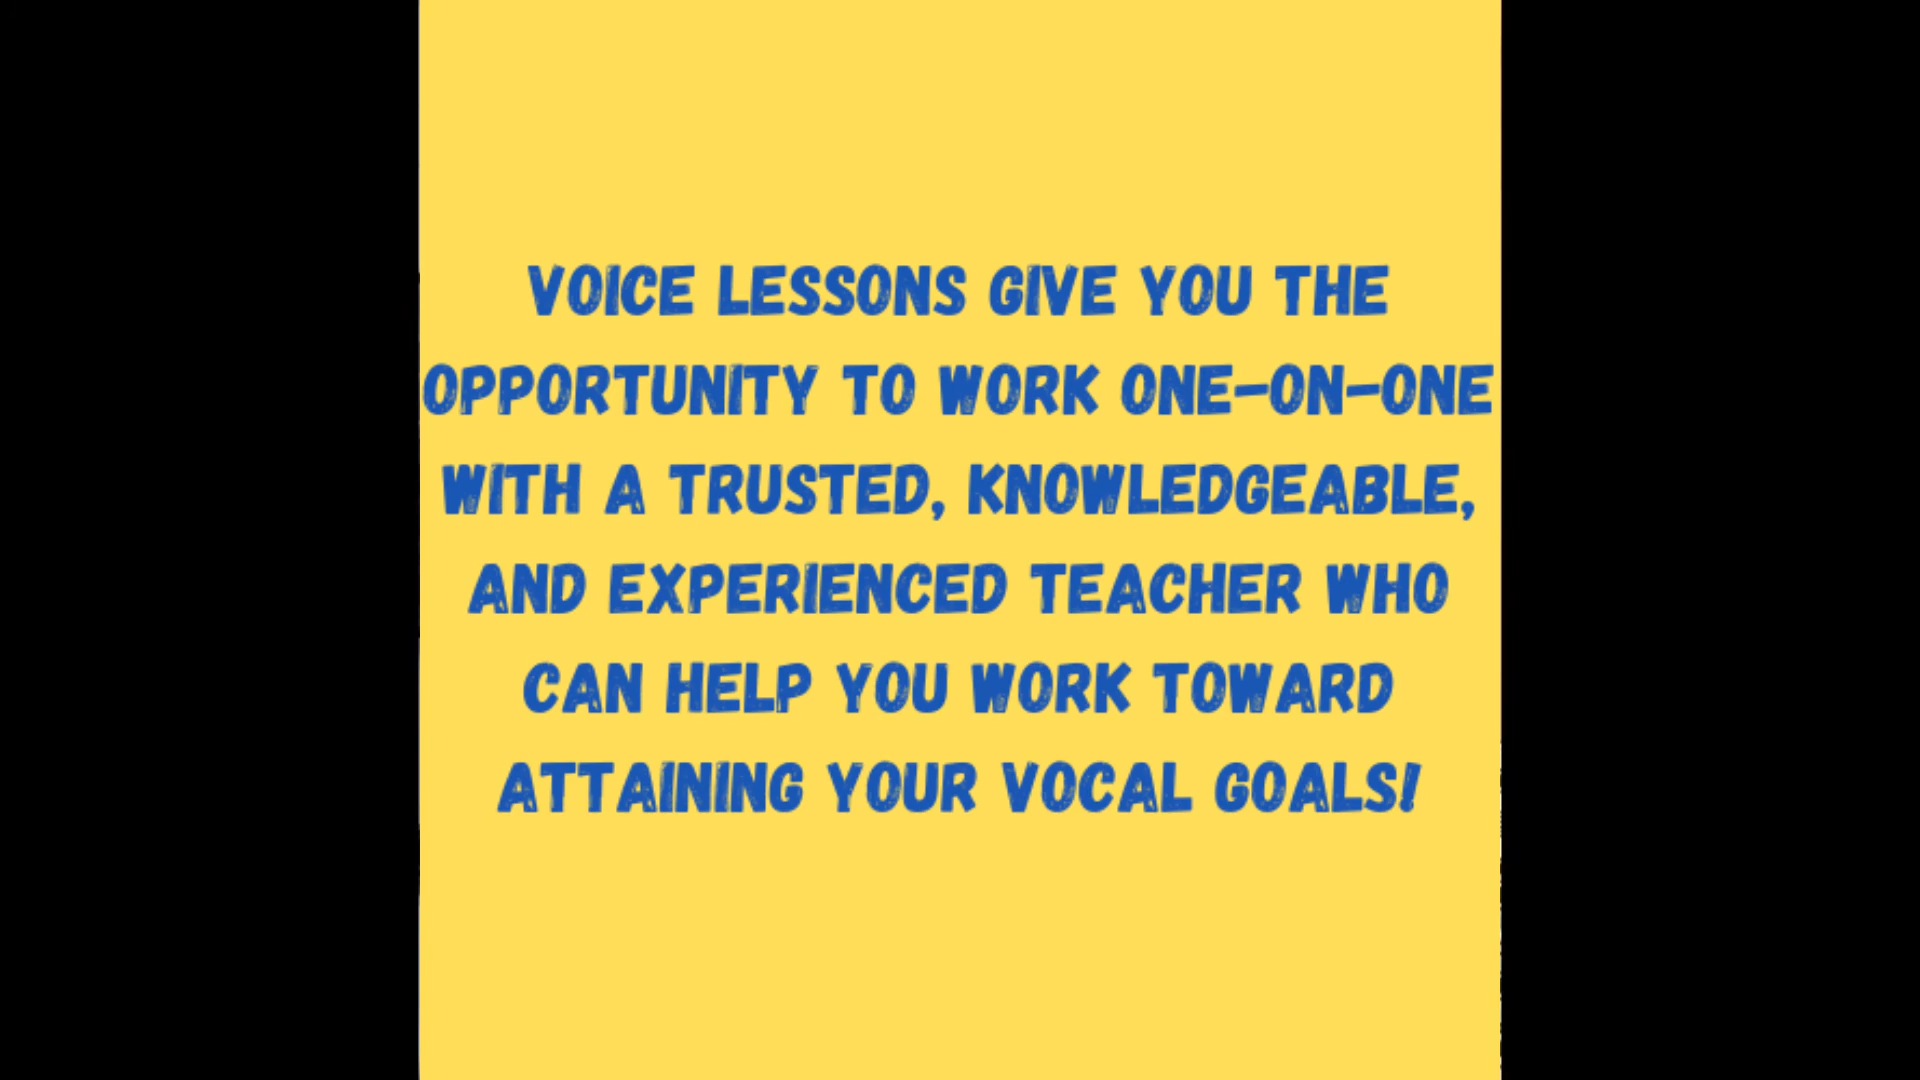 VOICE LESSONS GIVE YOU THE
OPPORTUNITY TO WORK ONE-ON-ONE
WITH A TRUSTED, KNOWLEDGEABLE,
AND EXPERIENCED TEACHER WHO
CAN HELP YOU WORK TOWARD
ATTAINING YOUR VOCAL GOALS!